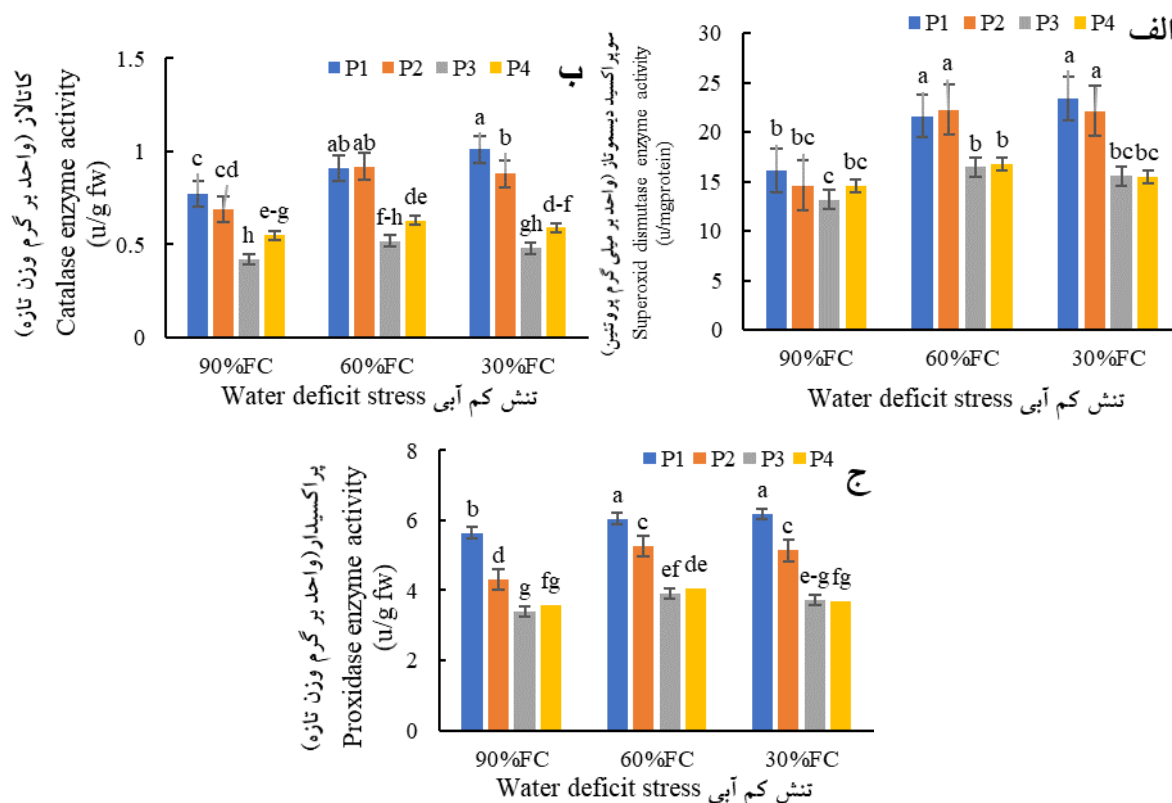 ب
P1 P2 P3 P4
کاتالاز (واحد بر گرم وزن تازه)
Catalase enzyme activity
(u/g fw)
1.5
1
0.5
0
c cd h e-g
ab ab f-h de
a b gh d-f
90%FC 60%FC 30%FC
Water deficit stress تنش کم آبی
الف
P1 P2 P3 P4
سوپراکسید دیسموتاز (واحد بر میلی گرم پروتئین)
Superoxid dismutase enzyme activity
(u/mgprotein)
30
25
20
15
10
5
0
b bc c bc
a a b b
a a bc bc
90%FC 60%FC 30%FC
Water deficit stress تنش کم آبی
ج
P1 P2 P3 P4
پراکسیدار(واحد بر گرم وزن تازه)
Proxidase enzyme activity
(u/g fw)
8
6
4
2
0
b d g fg
a c ef de
a c e-g fg
90%FC 60%FC 30%FC
Water deficit stress تنش کم آبی